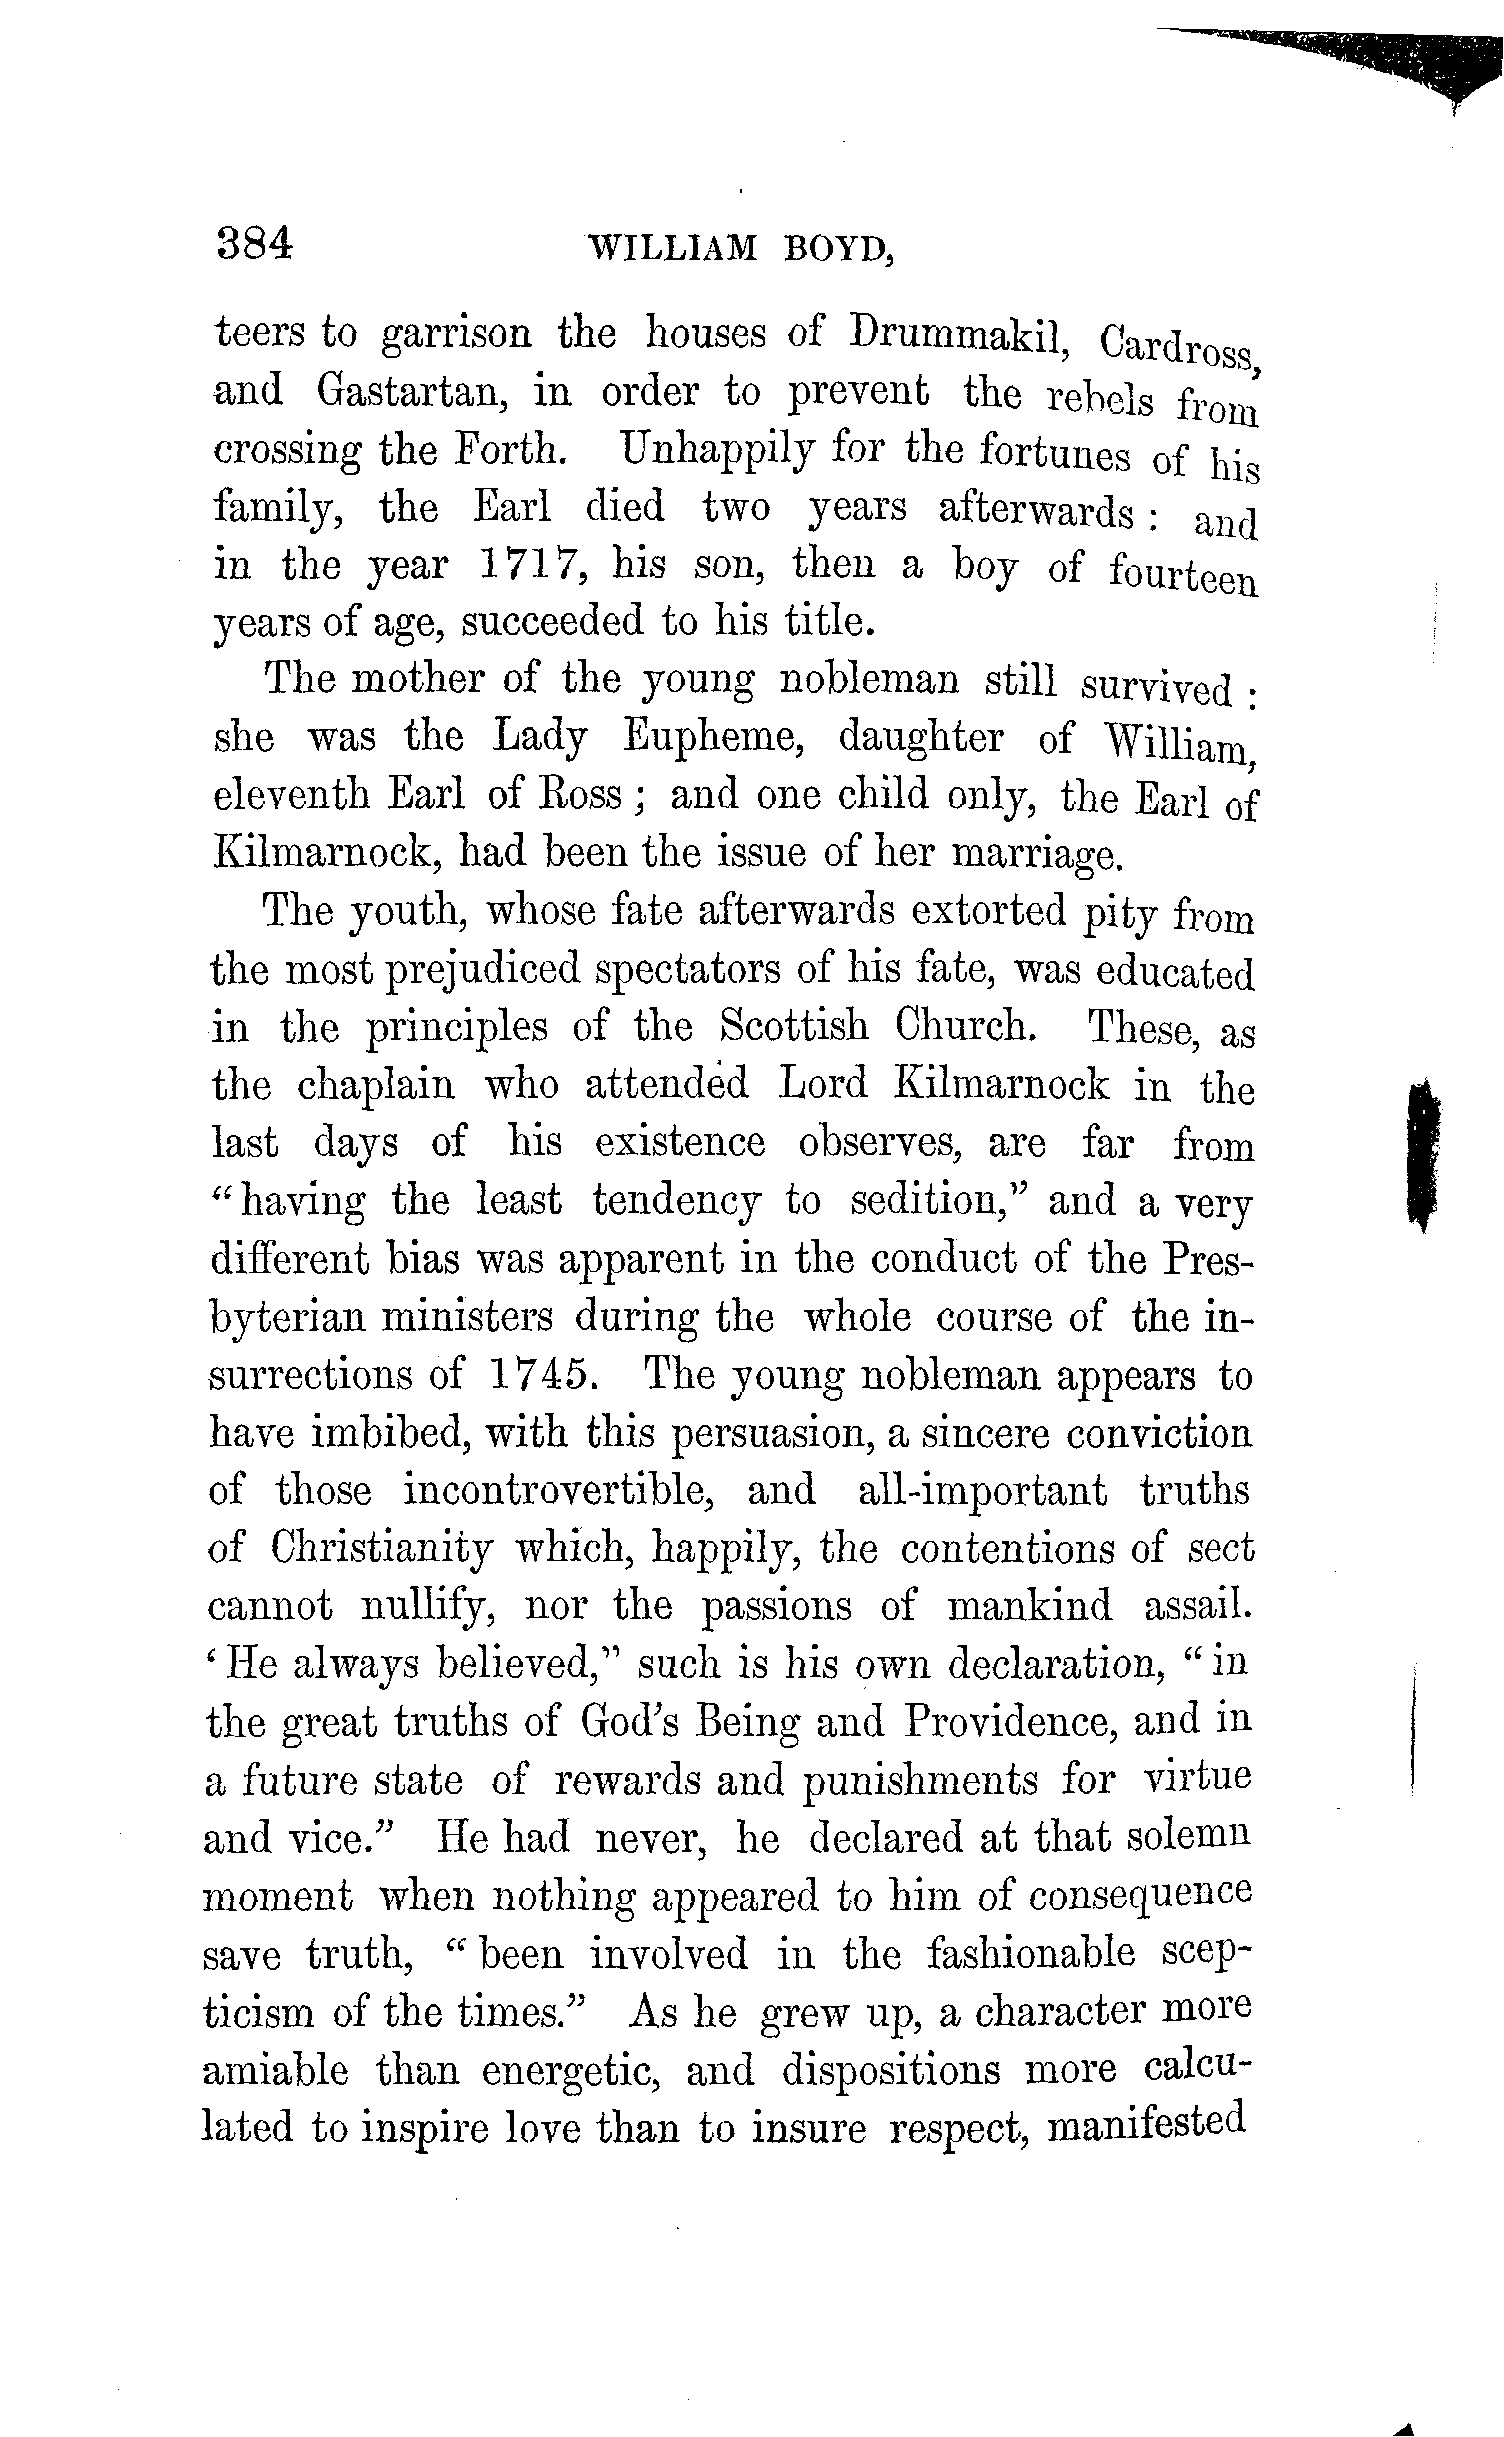 384 WILLIAM BOYD,
teers to garrison the houses of Drummakil, Cardross,
and Gastartan, in order to prevent the rebels from
crossing the Forth. Unhappily for the fortunes of his
family, the Earl died two years afterwards : and
in the year 1717, his son, then a boy of fourteen
years of age, succeeded to his title.
The mother of the young nobleman still survived :
she was the Lady Eupheme, daughter of William,
eleventh Earl of Ross ; and one child only, the Earl of
Kilmarnock, had been the issue of her marriage.
The youth, whose fate afterwards extorted pity from
the most prejudiced spectators of his fate, was educated
in the principles of the Scottish Church. These, as
the chaplain who attended Lord Kilmarnock in the
last days of his existence observes, are far from
“having the least tendency to sedition,” and a very
different bias was apparent in the conduct of the Pres-
byterian ministers during the whole course of the in-
surrections of 1745. The young nobleman appears to
have imbibed, with this persuasion, a sincere conviction
of those incontrovertible, and all-important truths
of Christianity which, happily, the contentions of sect
cannot nullify, nor the passions of mankind assail.
‘He always believed,” such is his own declaration, “in
the great truths of God's Being and Providence, and in
a future state of rewards and punishments for virtue
and vice.” He had never, he declared at that solemn
moment when nothing appeared to him of consequence
save truth, “been involved in the fashionable scep-
ticism of the times.” As he grew up, a character more
amiable than energetic, and dispositions more calcu-
lated to inspire love than to insure respect, manifested